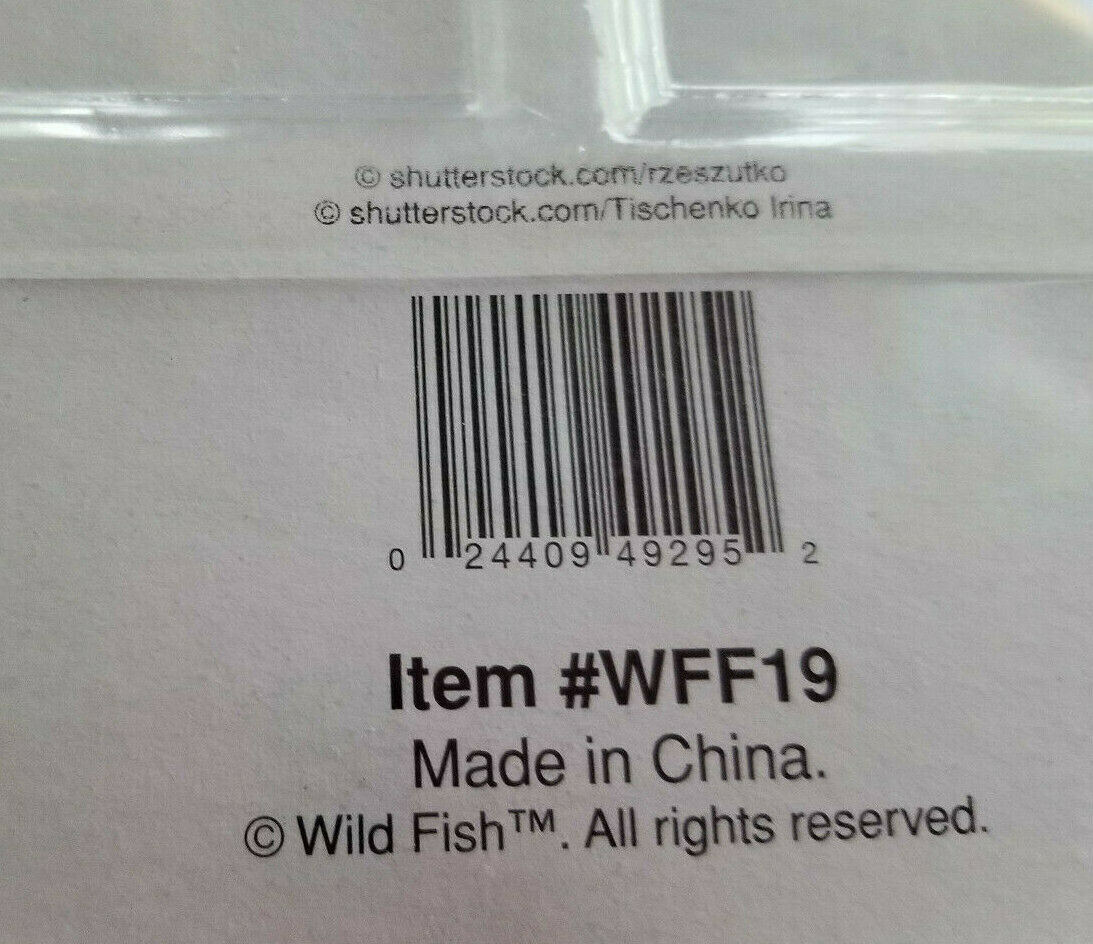 © shutterstock.com/rzeszutko
© shutterstock.com/Tischenko Irina
0 24409 49295 2
Item #WFF19
Made in China.
© Wild Fish™. All rights reserved.